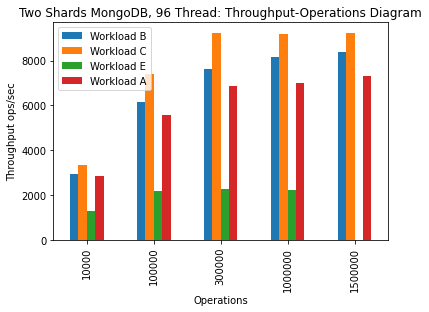 Two Shards MongoDB, 96 Thread: Throughput-Operations Diagram
Workload B
Workload C
Workload E
Workload A
Throughput ops/sec
8000
6000
4000
2000
0
10000
100000
300000
1000000
1500000
Operations